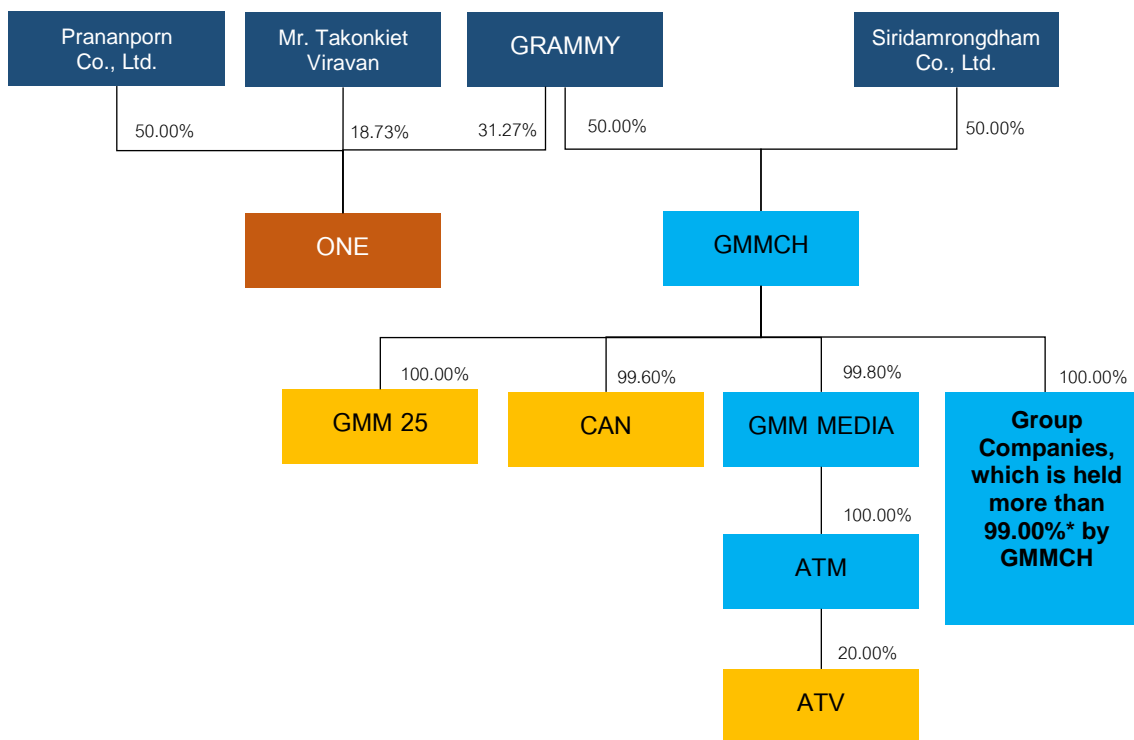 Prananporn
Co., Ltd.
Mr. Takonkiet
Viravan
GRAMMY
Siridamrongdham
Co., Ltd.
50.00%
18.73%
31.27%
50.00%
50.00%
ONE
GMMCH
100.00%
99.60%
99.80%
100.00%
GMM 25
CAN
GMM MEDIA
Group
Companies,
which is held
more than
99.00%* by
GMMCH
100.00%
ATM
20.00%
ATV